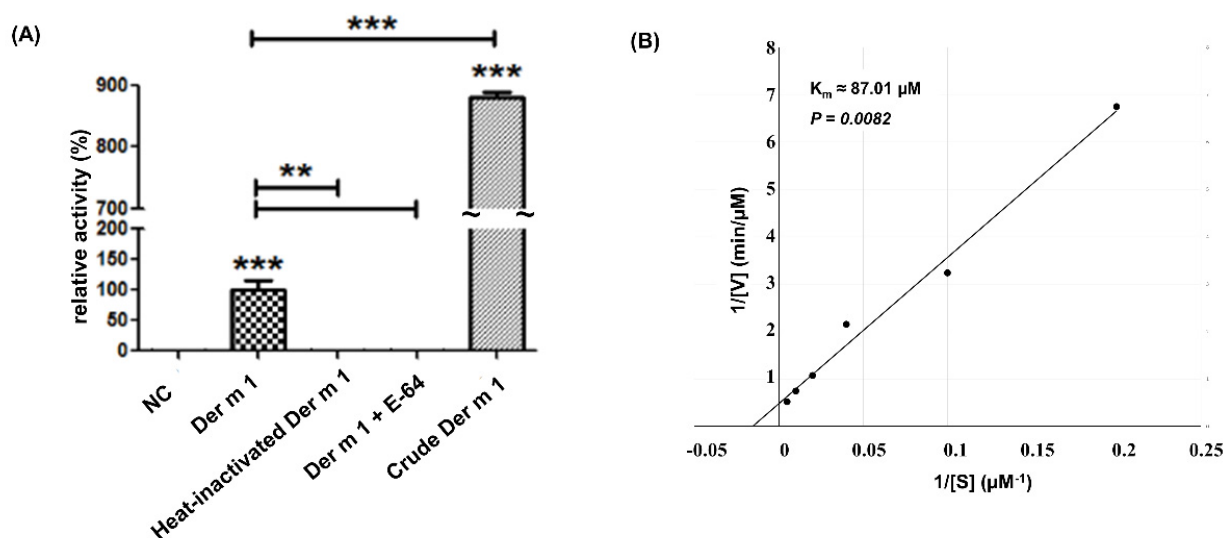 (A)
***
***
900
800
700
200
150
100
50
0
relative activity (%)
**
***
~ ~
NC
Der m 1
Heat-inactivated Der m 1
Der m 1 + E-64
Crude Der m 1
(B)
8
7
6
5
4
3
2
1
1/[V] (min/µM)
Km ≈ 87.01 µM
P = 0.0082
-0.05 0 0.05 0.1 0.15 0.2 0.25
1/[S] (µM-1)